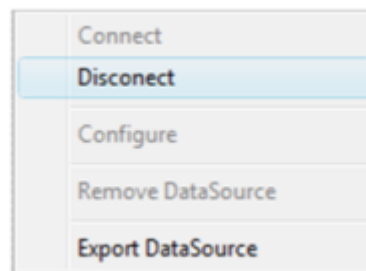 Connect
Disconect
Configure
Remove DataSource
Export DataSource